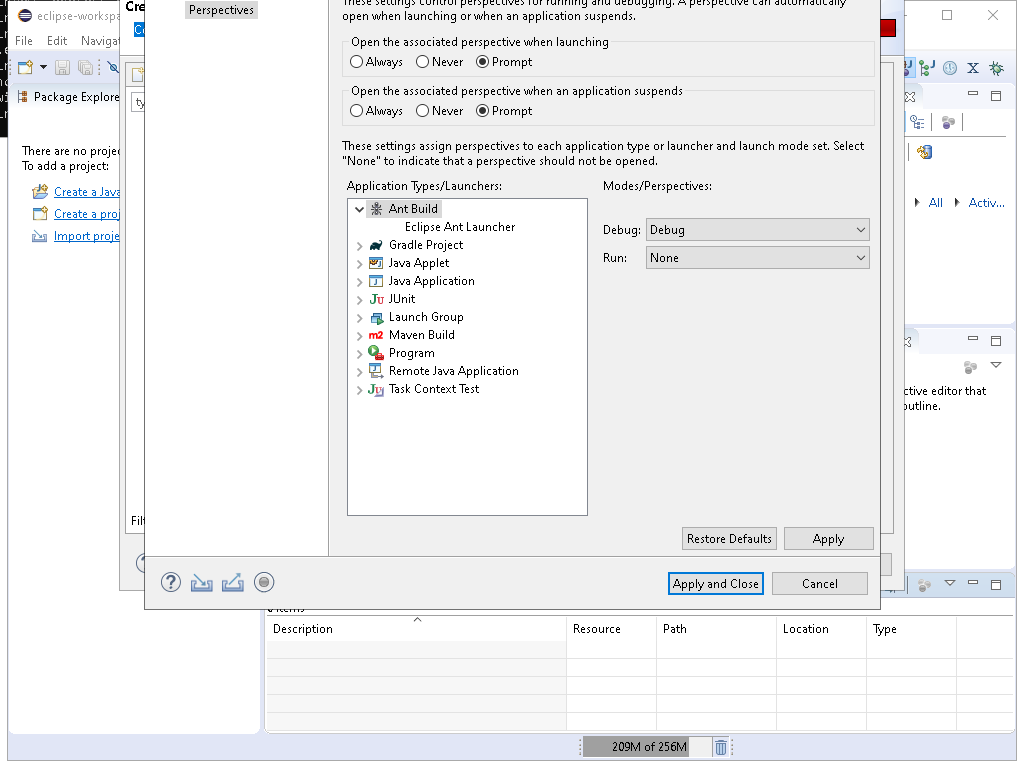 Cre
Perspectives
These settings control perspectives for running and debugging. A perspective can automatically
open when launching or when an application suspends.
eclipse-workspa
File Edit Navigat
Open the associated perspective when launching
Always Never Prompt
Package Explore
Open the associated perspective when an application suspends
Always Never Prompt
ty
There are no projec
To add a project:
Create a Java
Create a proj
Import proje
These settings assign perspectives to each application type or launcher and launch mode set. Select
"None" to indicate that a perspective should not be opened.
Application Types/Launchers:
Modes/Perspectives:
Ant Build
Eclipse Ant Launcher
Gradle Project
Java Applet
Java Application
JUnit
Launch Group
Maven Build
Program
Remote Java Application
Task Context Test
Debug: Debug
Run: None
All Activ...
ctive editor that
outline.
Filt
Restore Defaults Apply
Apply and Close Cancel
Description Resource Path Location Type
209M of 256M